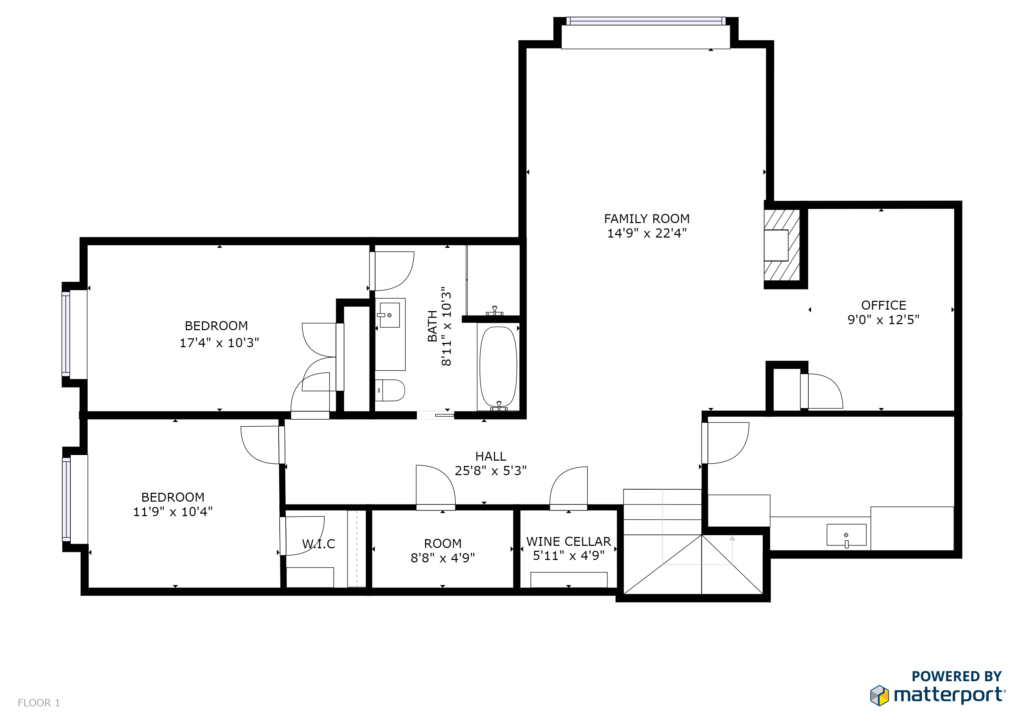 FAMILY ROOM
14'9" x 22'4"
OFFICE
9'0" x 12'5"
BEDROOM
17'4" x 10'3"
BATH
8'11" x 10'3"
HALL
25'8" x 5'3"
BEDROOM
11'9" x 10'4"
W.I.C
ROOM
8'8" x 4'9"
WINE CELLAR
5'11" x 4'9"
FLOOR 1
POWERED BY
matterport